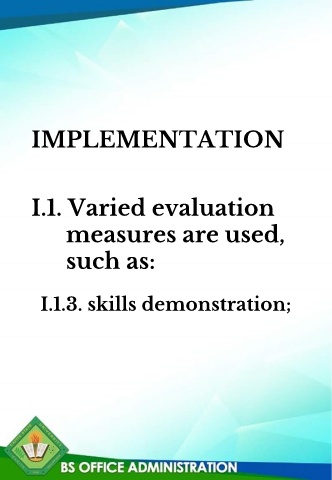 IMPLEMENTATION
I.1. Varied evaluation
measures are used,
such as:
I.1.3. skills demonstration;
BS OFFICE ADMINISTRATION